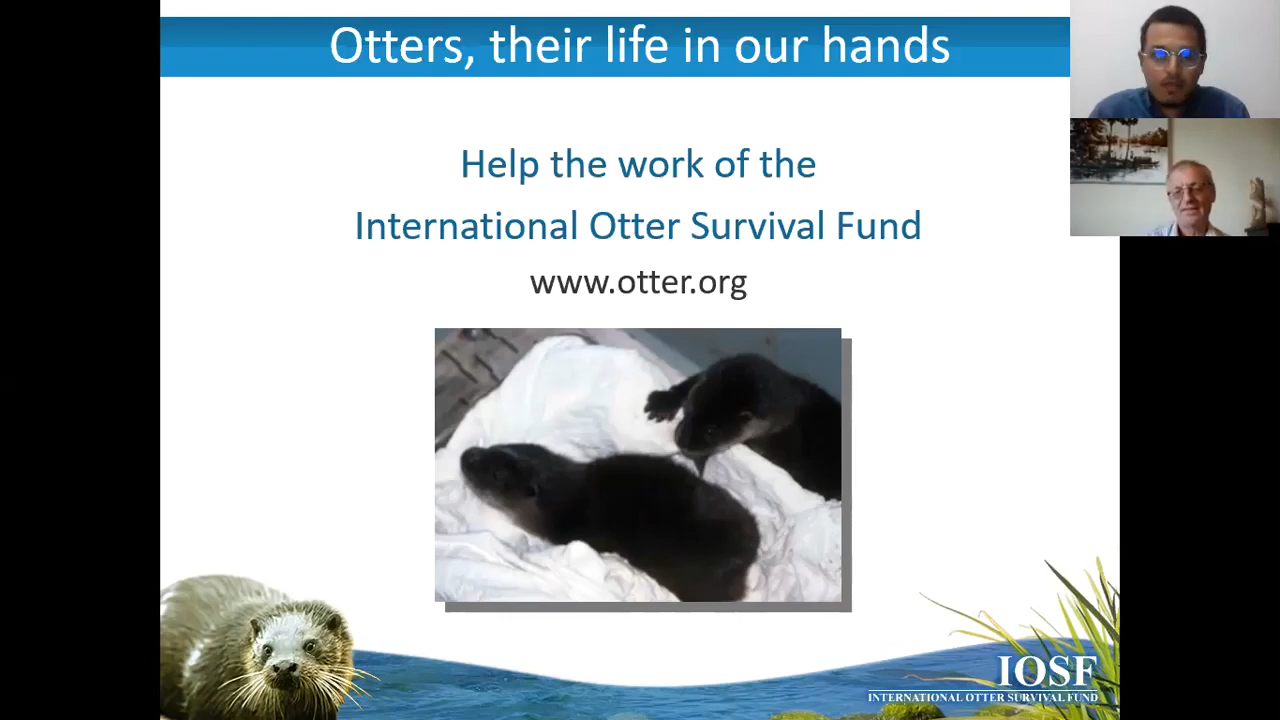 Otters, their life in our hands
Help the work of the
International Otter Survival Fund
www.otter.org
IOSF
INTERNATIONAL OTTER SURVIVAL FUND